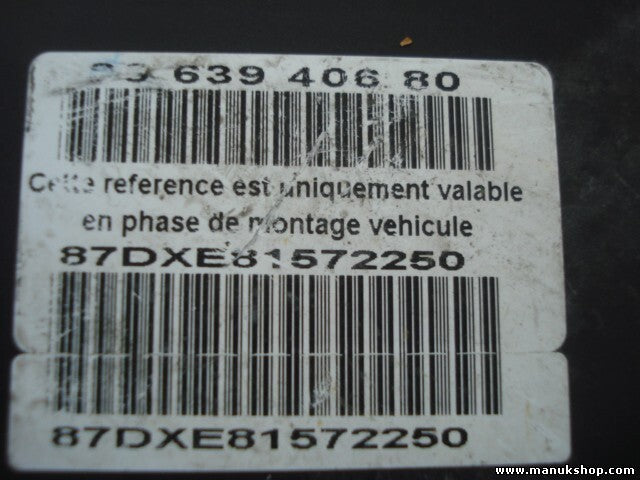 639 406 80
Cette reference est uniquement valable
en phase de montage vehicule
87DXE81572250
87DXE81572250
www.manukshop.com